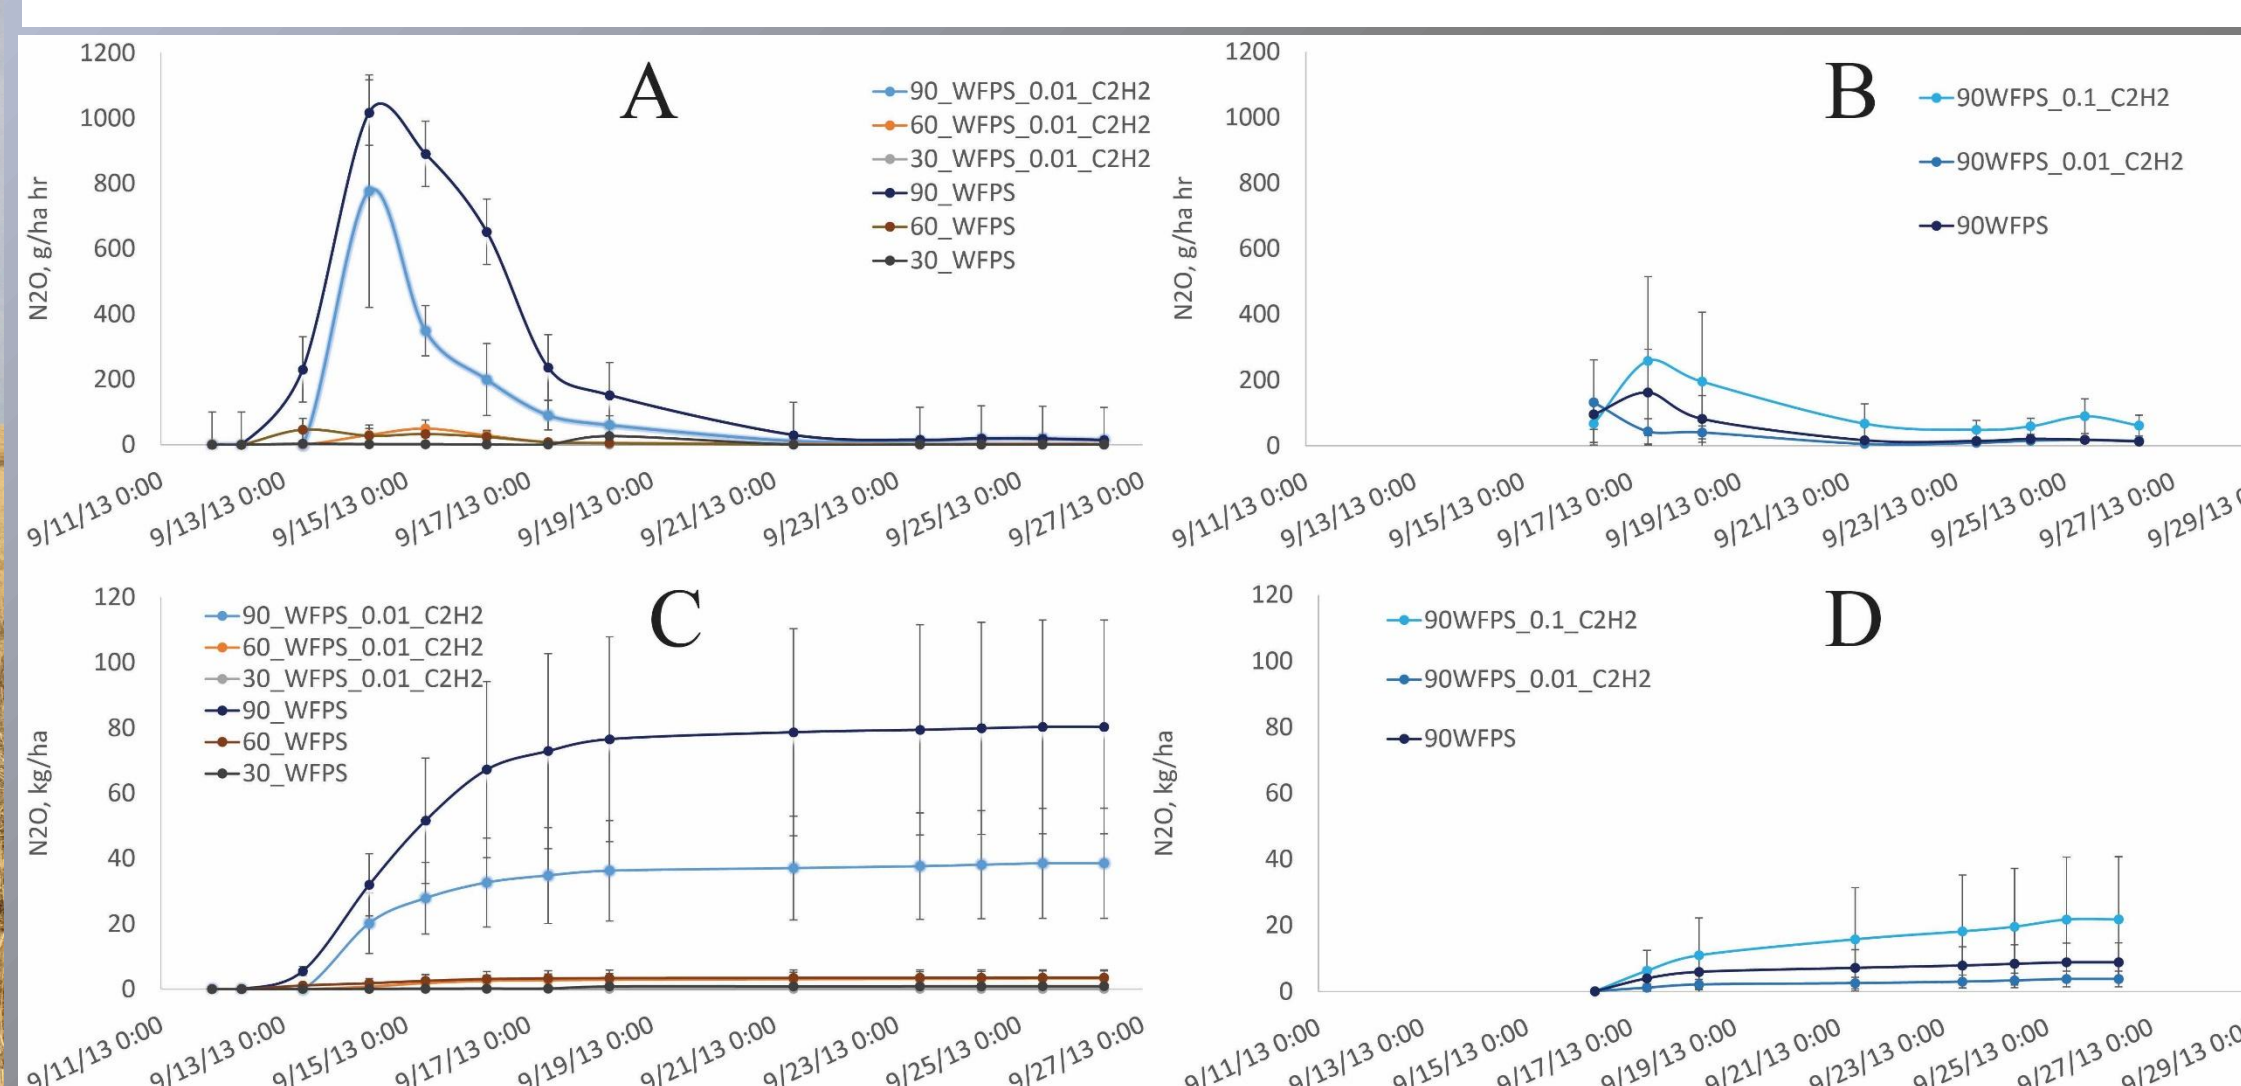 A
1200
1000
800
600
400
200
0
N2O, g/ha hr
90_WFPS_0.01_C2H2
60_WFPS_0.01_C2H2
30_WFPS_0.01_C2H2
90_WFPS
60_WFPS
30_WFPS
9/11/13 0:00
9/13/13 0:00
9/15/13 0:00
9/17/13 0:00
9/19/13 0:00
9/21/13 0:00
9/23/13 0:00
9/25/13 0:00
9/27/13 0:00
B
1200
1000
800
600
400
200
0
N2O, g/ha hr
90WFPS_0.1_C2H2
90WFPS_0.01_C2H2
90WFPS
9/11/13 0:00
9/13/13 0:00
9/15/13 0:00
9/17/13 0:00
9/19/13 0:00
9/21/13 0:00
9/23/13 0:00
9/25/13 0:00
9/27/13 0:00
9/29/13
C
120
100
80
60
40
20
0
N2O, kg/ha
90_WFPS_0.01_C2H2
60_WFPS_0.01_C2H2
30_WFPS_0.01_C2H2
90_WFPS
60_WFPS
30_WFPS
9/11/13 0:00
9/13/13 0:00
9/15/13 0:00
9/17/13 0:00
9/19/13 0:00
9/21/13 0:00
9/23/13 0:00
9/25/13 0:00
9/27/13 0:00
D
120
100
80
60
40
20
0
N2O, kg/ha
90WFPS_0.1_C2H2
90WFPS_0.01_C2H2
90WFPS
9/11/13 0:00
9/13/13 0:00
9/15/13 0:00
9/17/13 0:00
9/19/13 0:00
9/21/13 0:00
9/23/13 0:00
9/25/13 0:00
9/27/13 0:00
9/29/13